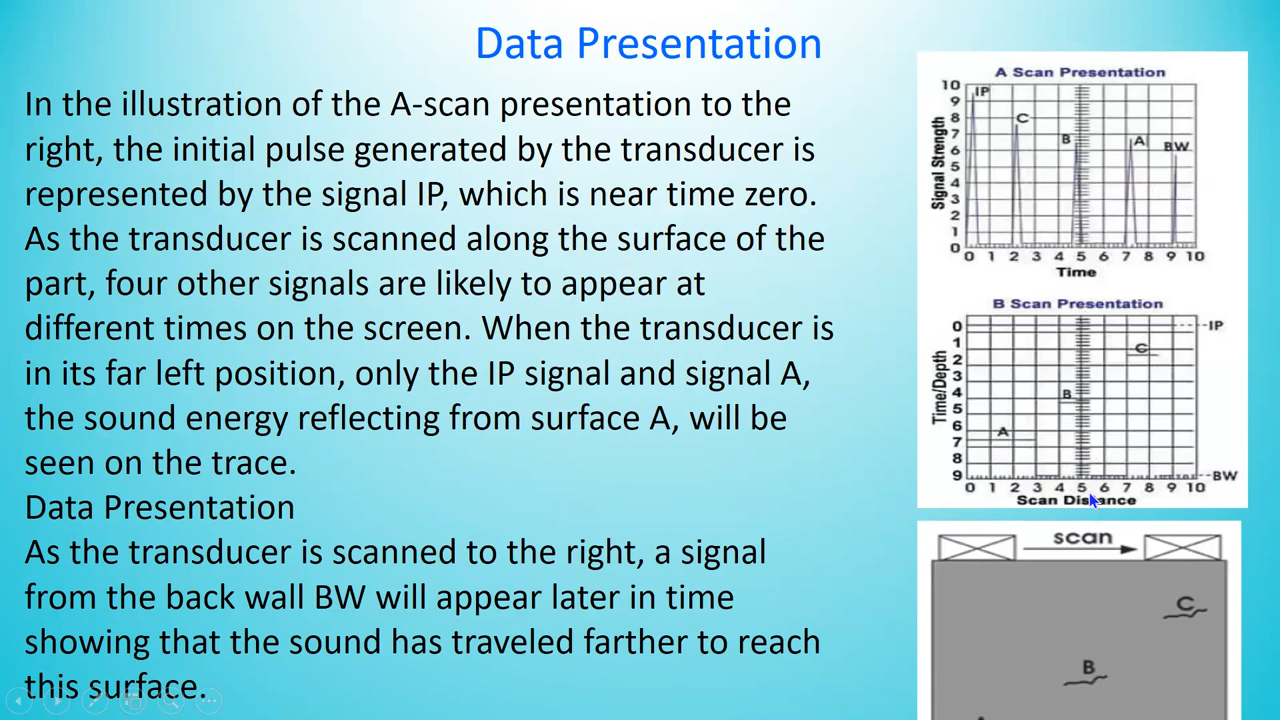 Data Presentation
In the illustration of the A-scan presentation to the
right, the initial pulse generated by the transducer is
represented by the signal IP, which is near time zero.
As the transducer is scanned along the surface of the
part, four other signals are likely to appear at
different times on the screen. When the transducer is
in its far left position, only the IP signal and signal A,
the sound energy reflecting from surface A, will be
seen on the trace.
Data Presentation
As the transducer is scanned to the right, a signal
from the back wall BW will appear later in time
showing that the sound has traveled farther to reach
this surface.
A Scan Presentation
Signal Strength
10
9
8
7
6
5
4
3
2
1
0
IP
C
B
A
BW
0 1 2 3 4 5 6 7 8 9 10
Time
B Scan Presentation
Time/Depth
0
1
2
3
4
5
6
7
8
9
IP
C
B
A
BW
0 1 2 3 4 5 6 7 8 9 10
Scan Distance
scan
C
B